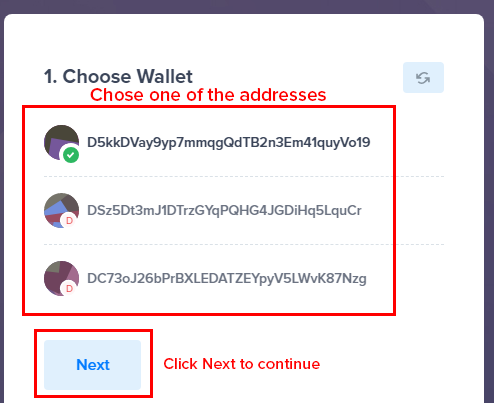 1. Choose Wallet
Chose one of the addresses
D5kkDVay9yp7mmqgQdTB2n3Em41quyVo19
DSz5Dt3mJ1DTrzGYqPQHG4JGDiHq5LquCr
D
DC73oJ26bPrBXLEDATZEYpyV5LWvK87Nzg
D
Next
Click Next to continue